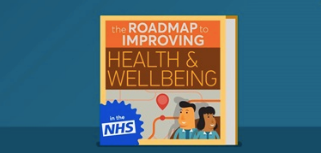 the ROADMAP to
IMPROVING
HEALTH &
WELLBEING
in the
NHS